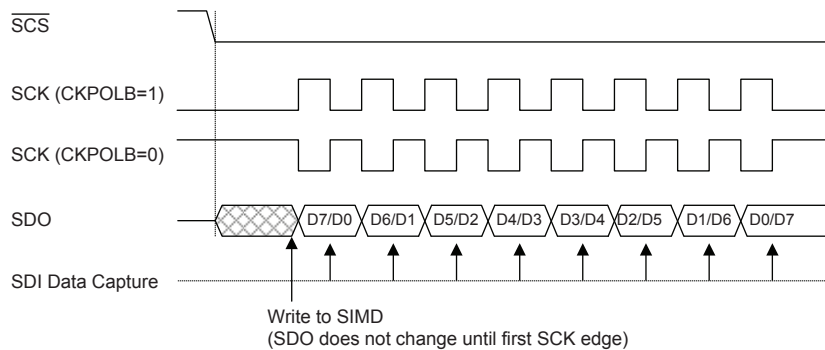 SCS
SCK (CKPOLB=1)
SCK (CKPOLB=0)
SDO
D7/D0 D6/D1 D5/D2 D4/D3 D3/D4 D2/D5 D1/D6 D0/D7
SDI Data Capture
Write to SIMD
(SDO does not change until first SCK edge)